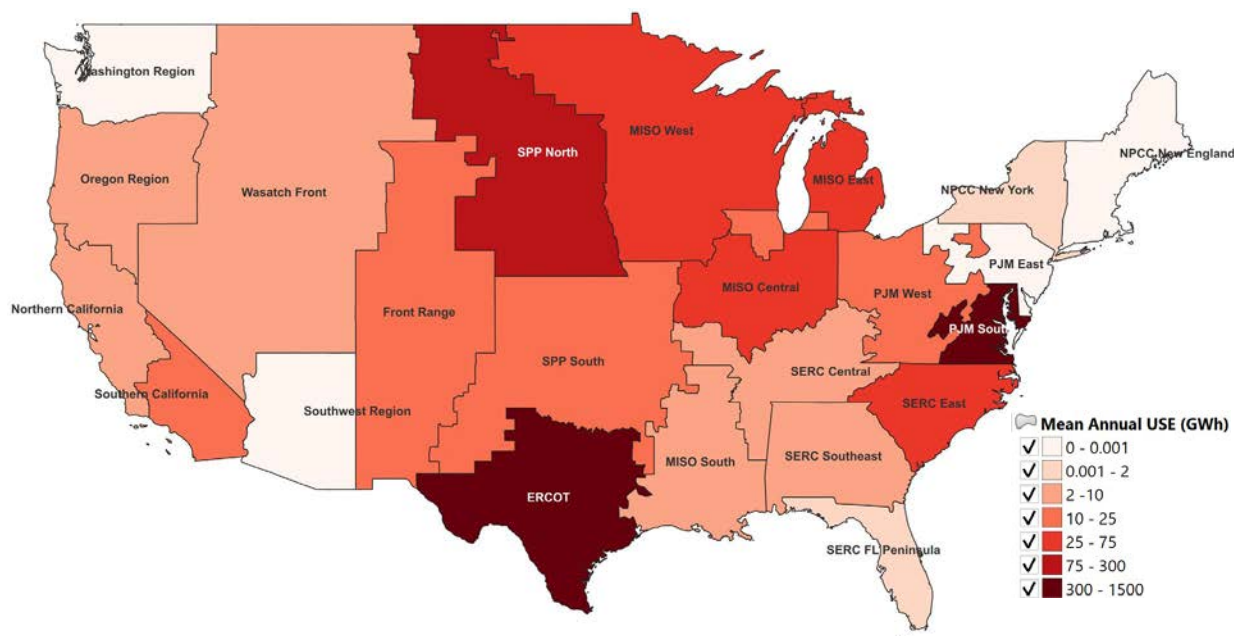 Washington Region
MISO West
SPP North
NPCC New England
Oregon Region
Wasatch Front
MISO East
NPCC New York
PJM East
MISO Central
PJM West
Northern California
Front Range
PJM South
SPP South
SERC Central
Southern California
Southwest Region
SERC East
MISO South
SERC Southeast
ERCOT
SERC FL Peninsula
Mean Annual USE (GWh)
0 - 0.001
0.001 - 2
2 -10
10 - 25
25 - 75
75 - 300
300 - 1500